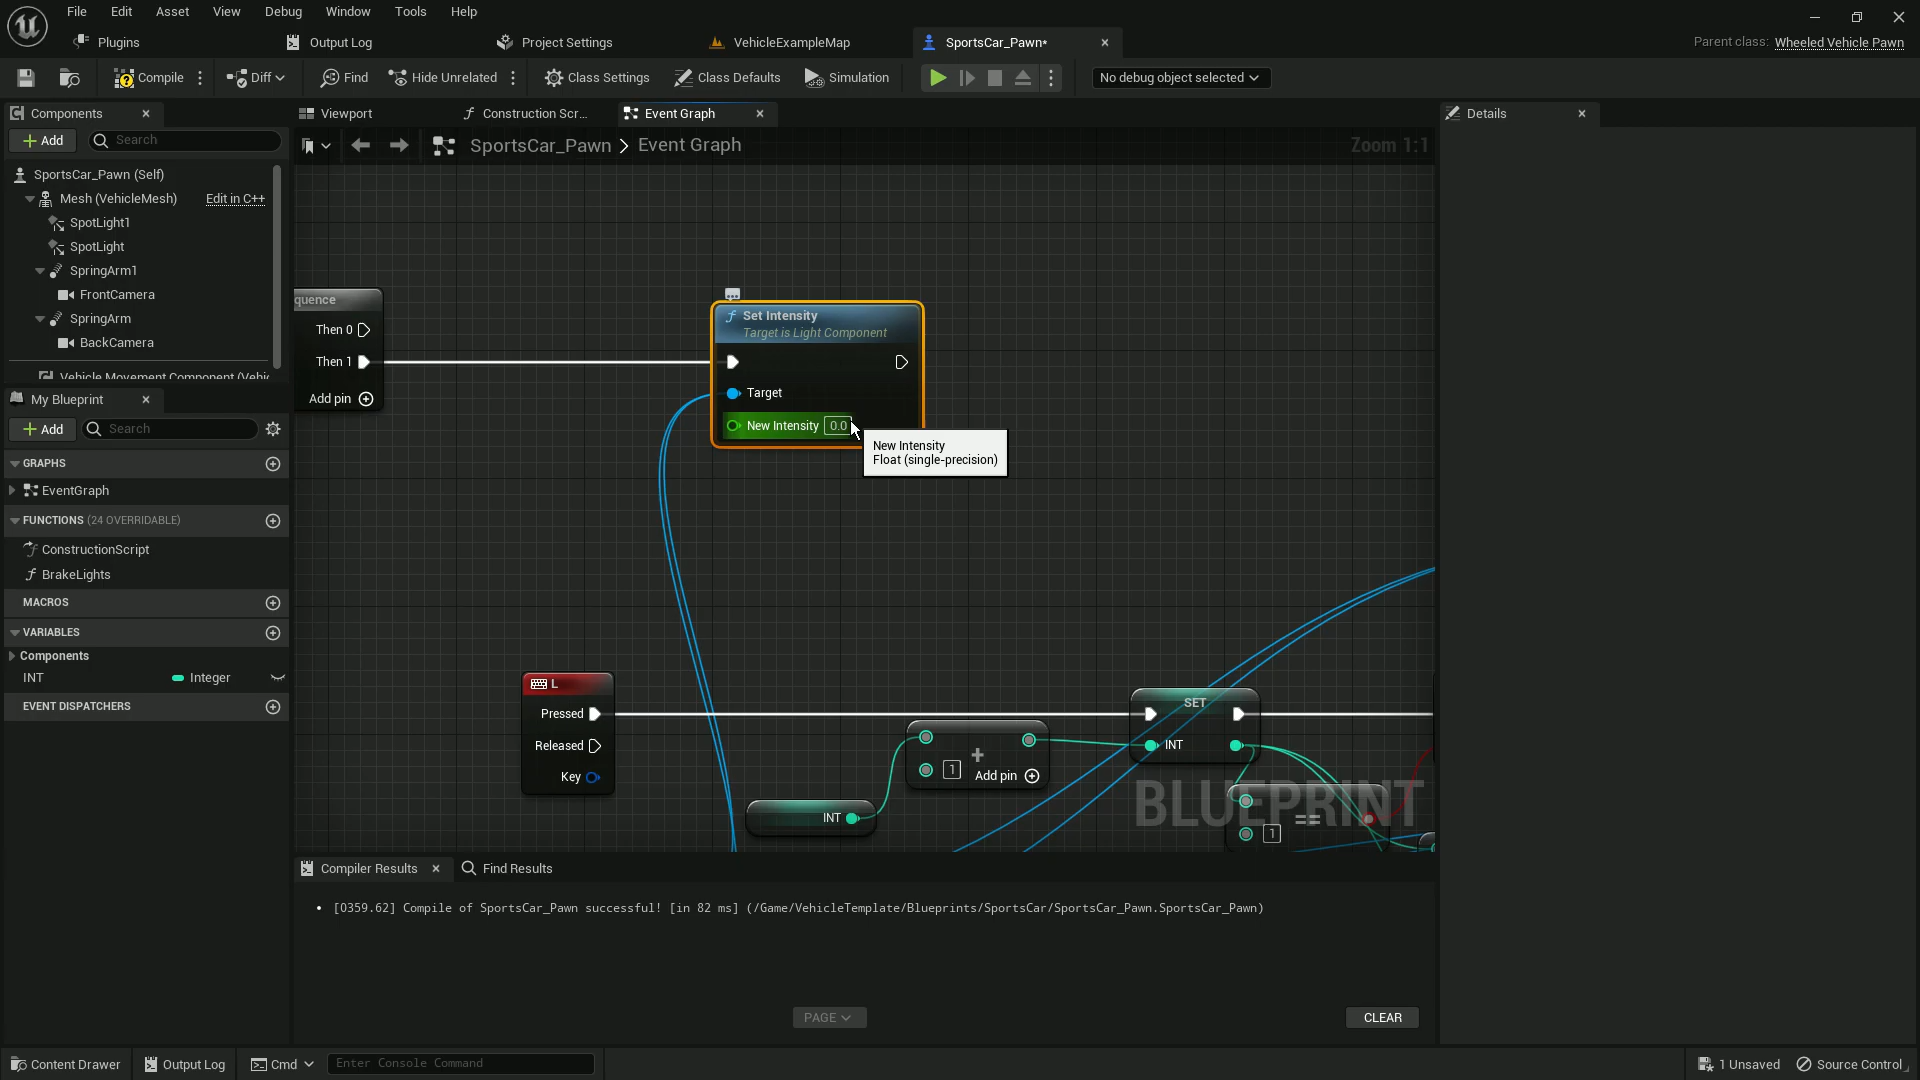 File Edit Asset View Debug Window Tools Help
Plugins Output Log Project Settings VehicleExampleMap SportsCar_Pawn* Parent class: Wheeled Vehicle Pawn
Compile Diff Find Hide Unrelated Class Settings Class Defaults Simulation No debug object selected
Components
Add Search
SportsCar_Pawn (Self)
Mesh (VehicleMesh) Edit in C++
SpotLight1
SpotLight
SpringArm1
FrontCamera
SpringArm
BackCamera
Vehicle Movement Component (Vehic
My Blueprint
Add Search
GRAPHS
EventGraph
FUNCTIONS (24 OVERRIDABLE)
ConstructionScript
BrakeLights
MACROS
VARIABLES
Components
INT Integer
EVENT DISPATCHERS
Viewport Construction Scr... Event Graph
SportsCar_Pawn > Event Graph Zoom 1:1
quence
Then 0
Then 1
Add pin
Set Intensity
Target is Light Component
Target
New Intensity 0.0
New Intensity
Float (single-precision)
L
Pressed
Released
Key
INT
1 + Add pin
SET
INT
1 ==
BLUEPRINT
Compiler Results Find Results
• [0359.62] Compile of SportsCar_Pawn successful! [in 82 ms] (/Game/VehicleTemplate/Blueprints/SportsCar/SportsCar_Pawn.SportsCar_Pawn)
PAGE CLEAR
Details
Content Drawer Output Log Cmd Enter Console Command 1 Unsaved Source Control